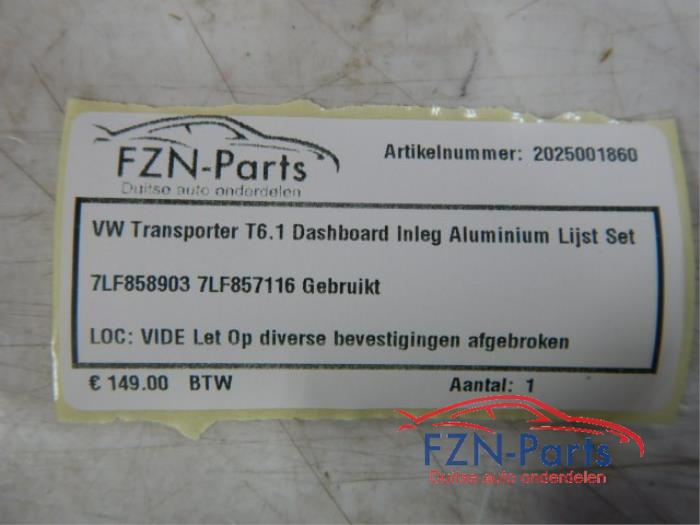 FZN-Parts
Duitse auto onderdelen
Artikelnummer: 2025001860
VW Transporter T6.1 Dashboard Inleg Aluminium Lijst Set
7LF858903 7LF857116 Gebruikt
LOC: VIDE Let Op diverse bevestigingen afgebroken
€ 149.00 BTW
Aantal: 1
FZN-Parts
Duitse auto onderdelen